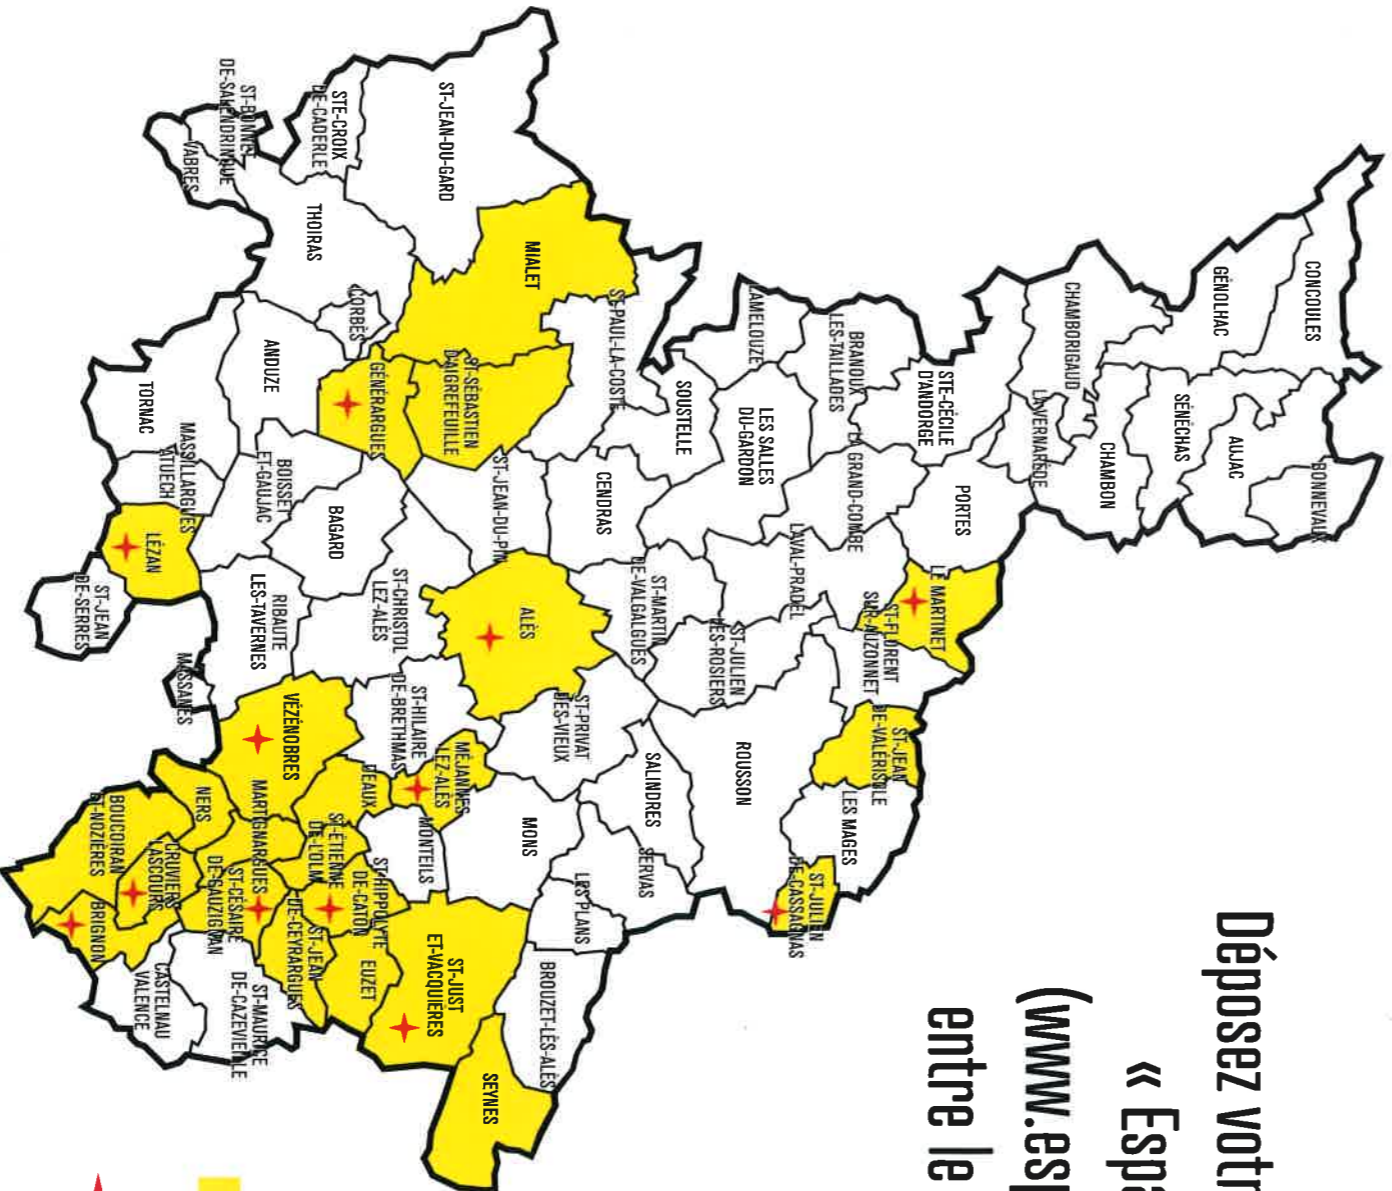 Déposez votr
« Espa
(www.esp
entre le
CONCOULES
GÉNOLHAC
BONNEVAUX
AUJAC
SÉNÉCHAS
CHAMBORIGAUD
CHAMBON
LA VERNARÈDE
STE-CÉCILE
D'ANDORGE
PORTES
BRANOUX
LES-TAILLADES
LA GRAND-COMBE
LE MARTINET
LAMELOUZE
LES SALLES
DU-GARDON
LAVAL-PRADEL
ST-FLORENT
SUR-AUZONNET
ST-JEAN
DE-VALÉRISCLE
LES MAGES
ST-JULIEN
DE-CASSAGNAS
SOUSTELLE
ST-JULIEN
LES-ROSIERS
ROUSSON
ST-PAUL-LA-COSTE
CENDRAS
ST-MARTIN
DE-VALGALGUES
SALINDRES
SERVAS
ST-JEAN-DU-GARD
MIALET
ST-SÉBASTIEN
D'AIGREFEUILLE
ST-JEAN-DU-PIN
ALÈS
ST-PRIVAT
DES-VIEUX
MONS
LES PLANS
BROUZET-LÈS-ALÈS
STE-CROIX
DE-CADERLE
THOIRAS
CORBÈS
GÉNÉRARGUES
ST-CHRISTOL
LEZ-ALÈS
ST-HILAIRE
DE-BRETHMAS
MÉJANNES
LEZ-ALÈS
MONTEILS
ST-JUST
ET-VACQUIÈRES
SEYNES
ST-BONNET
DE-SALENDRINQUE
VABRES
ANDUZE
BOISSET
ET-GAUJAC
BAGARD
RIBAUTE
LES-TAVERNES
VÉZÉNOBRES
DEAUX
ST-ÉTIENNE
DE-L'OLM
ST-HIPPOLYTE
DE-CATON
EUZET
ST-JEAN
DE-CEYRARGUES
TORNAC
MASSILLARGUES
ATUECH
LÉZAN
ST-JEAN
DE-SERRES
MASSANES
NERS
MARTIGNARGUES
ST-CÉSAIRE
DE-GAUZIGNAN
CRUVIERS
LASCOURS
BOUCOIRAN
ET-NOZIÈRES
BRIGNON
ST-MAURICE
DE-CAZEVIEILLE
CASTELNAU
VALENCE